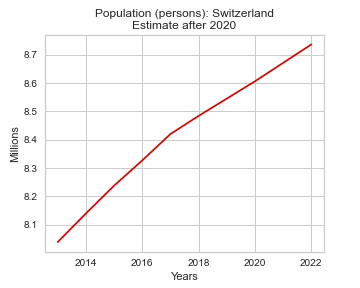 Population (persons): Switzerland
Estimate after 2020
8.7
8.6
8.5
8.4
8.3
8.2
8.1
Millions
2014 2016 2018 2020 2022
Years